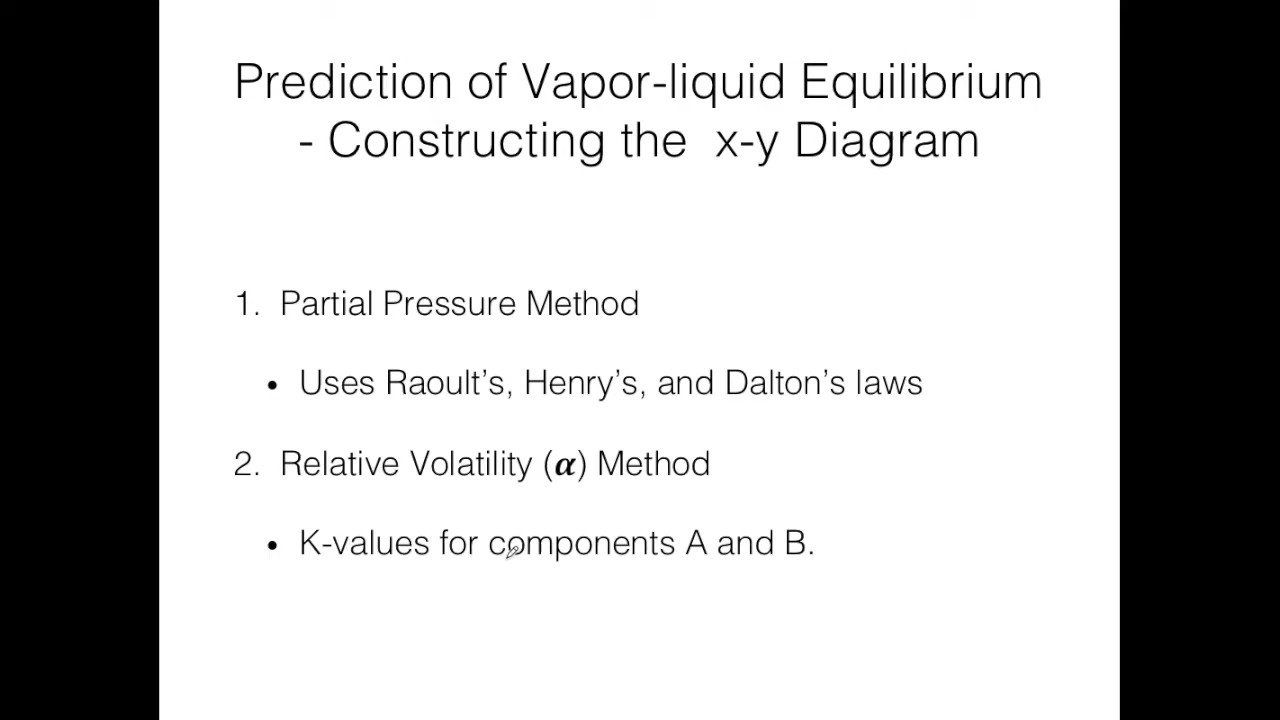 Prediction of Vapor-liquid Equilibrium
- Constructing the x-y Diagram
1. Partial Pressure Method
• Uses Raoult’s, Henry’s, and Dalton’s laws
2. Relative Volatility (α) Method
• K-values for components A and B.